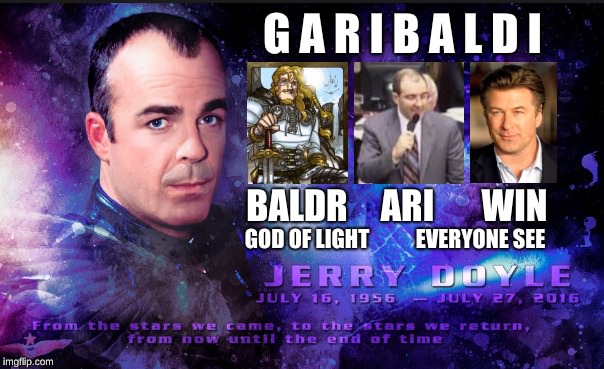 GARIBALDI
BALDR ARI WIN
GOD OF LIGHT EVERYONE SEE
JERRY DOYLE
JULY 16, 1956 — JULY 27, 2016
From the stars we came, to the stars we return,
from now until the end of time
imgflip.com